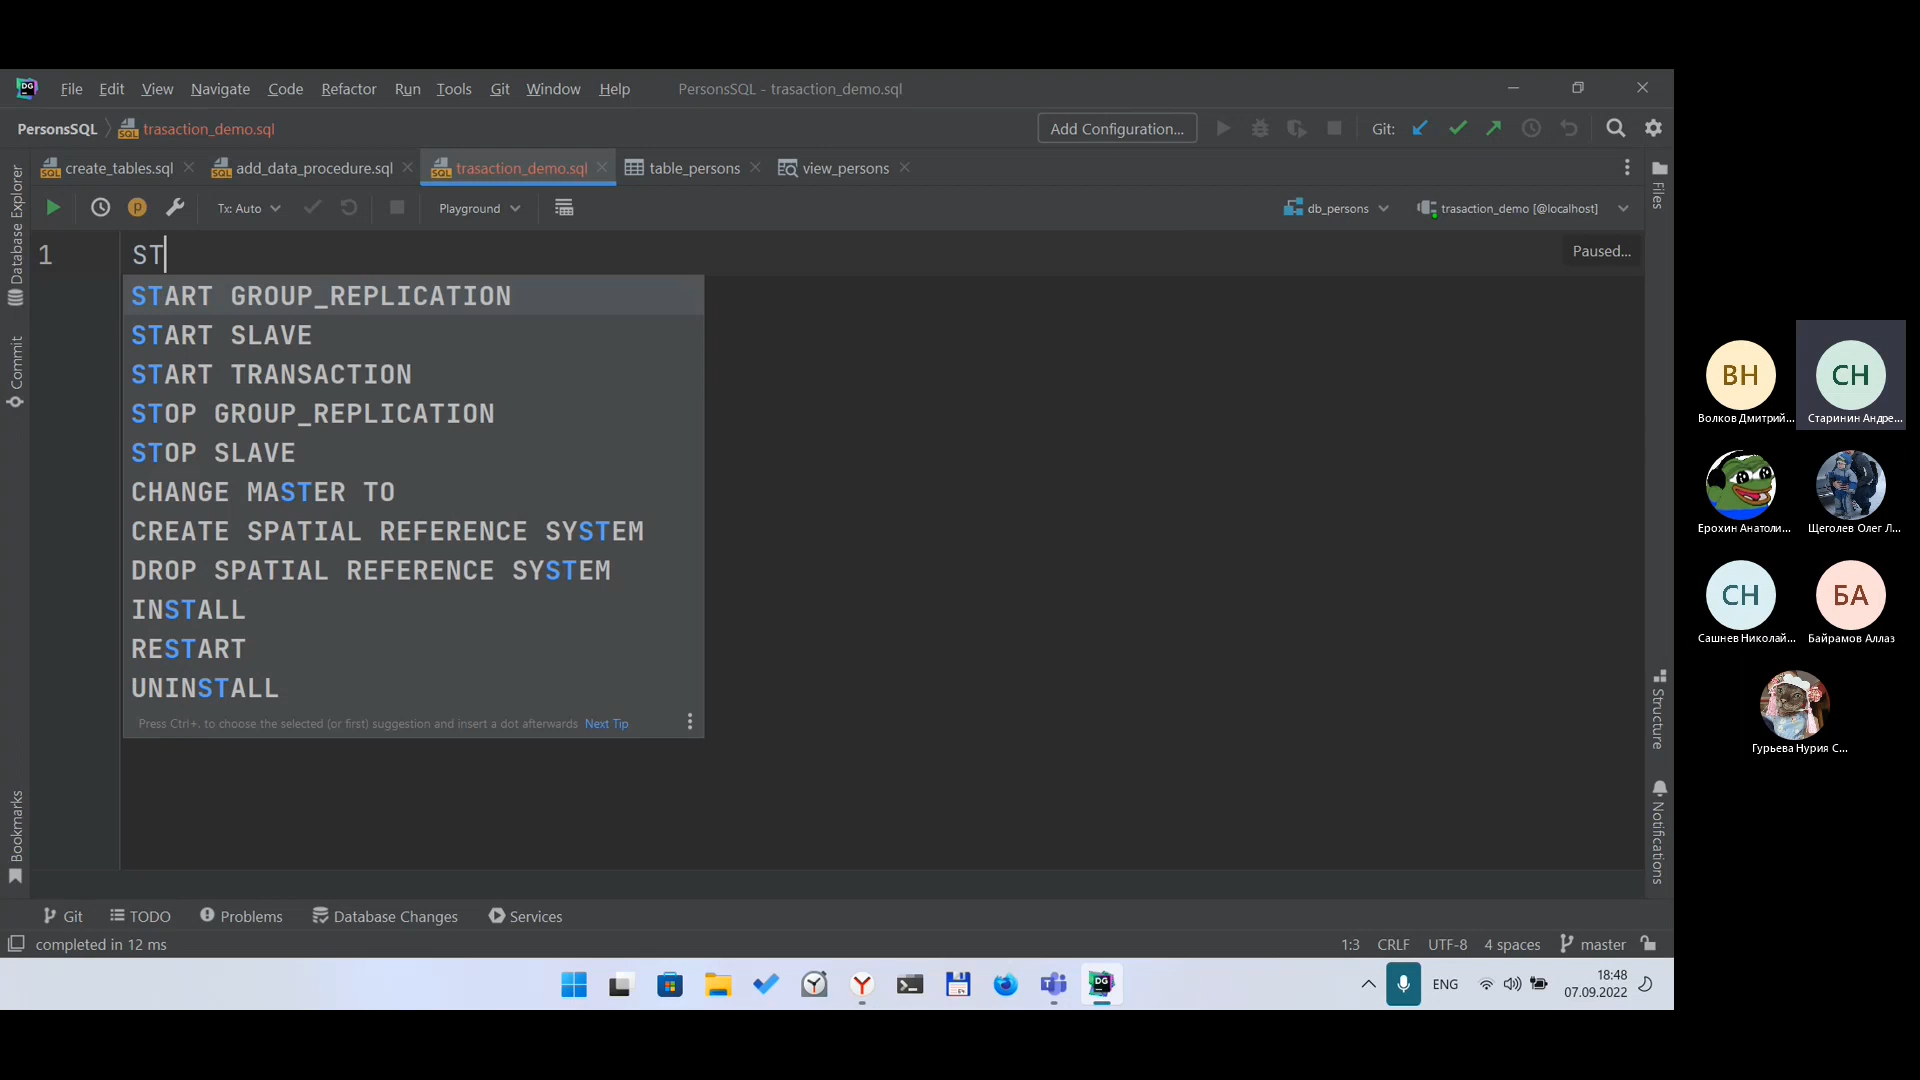 DG File Edit View Navigate Code Refactor Run Tools Git Window Help PersonsSQL - trasaction_demo.sql
PersonsSQL trasaction_demo.sql Add Configuration... Git:
create_tables.sql add_data_procedure.sql trasaction_demo.sql table_persons view_persons
Tx: Auto Playground db_persons trasaction_demo [@localhost]
1 ST
Paused...
START GROUP_REPLICATION
START SLAVE
START TRANSACTION
STOP GROUP_REPLICATION
STOP SLAVE
CHANGE MASTER TO
CREATE SPATIAL REFERENCE SYSTEM
DROP SPATIAL REFERENCE SYSTEM
INSTALL
RESTART
UNINSTALL
Press Ctrl+. to choose the selected (or first) suggestion and insert a dot afterwards Next Tip
Database Explorer
Commit
Bookmarks
Files
Structure
Notifications
Git TODO Problems Database Changes Services
completed in 12 ms 1:3 CRLF UTF-8 4 spaces master
ENG 18:48
07.09.2022
ВН СН
Волков Дмитрий... Старинин Андре...
Ерохин Анатоли... Щеголев Олег Л...
СН БА
Сашнев Николай... Байрамов Аллаз
Гурьева Нурия С...